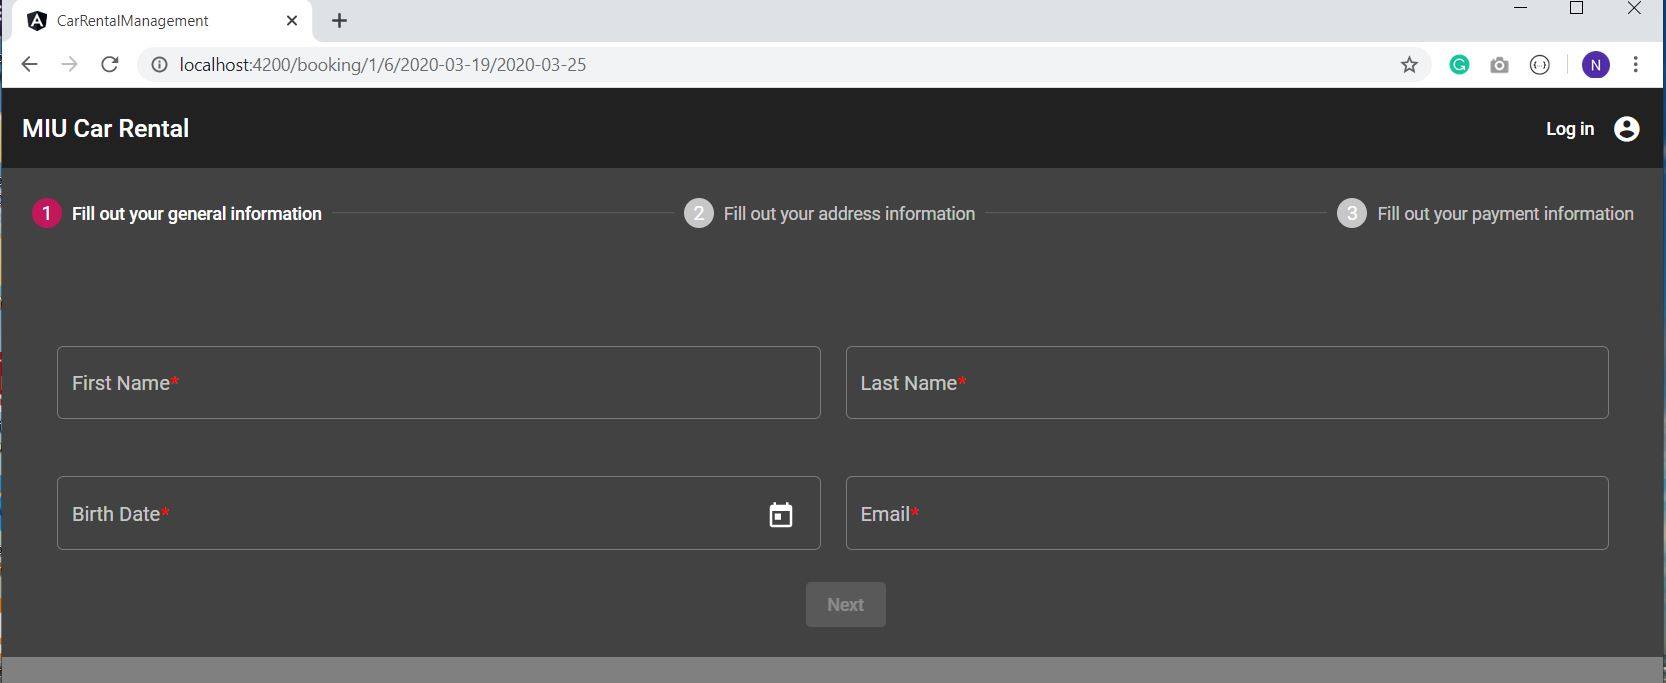 CarRentalManagement
localhost:4200/booking/1/6/2020-03-19/2020-03-25
N
MIU Car Rental
Log in
1 Fill out your general information
2 Fill out your address information
3 Fill out your payment information
First Name*
Last Name*
Birth Date*
Email*
Next